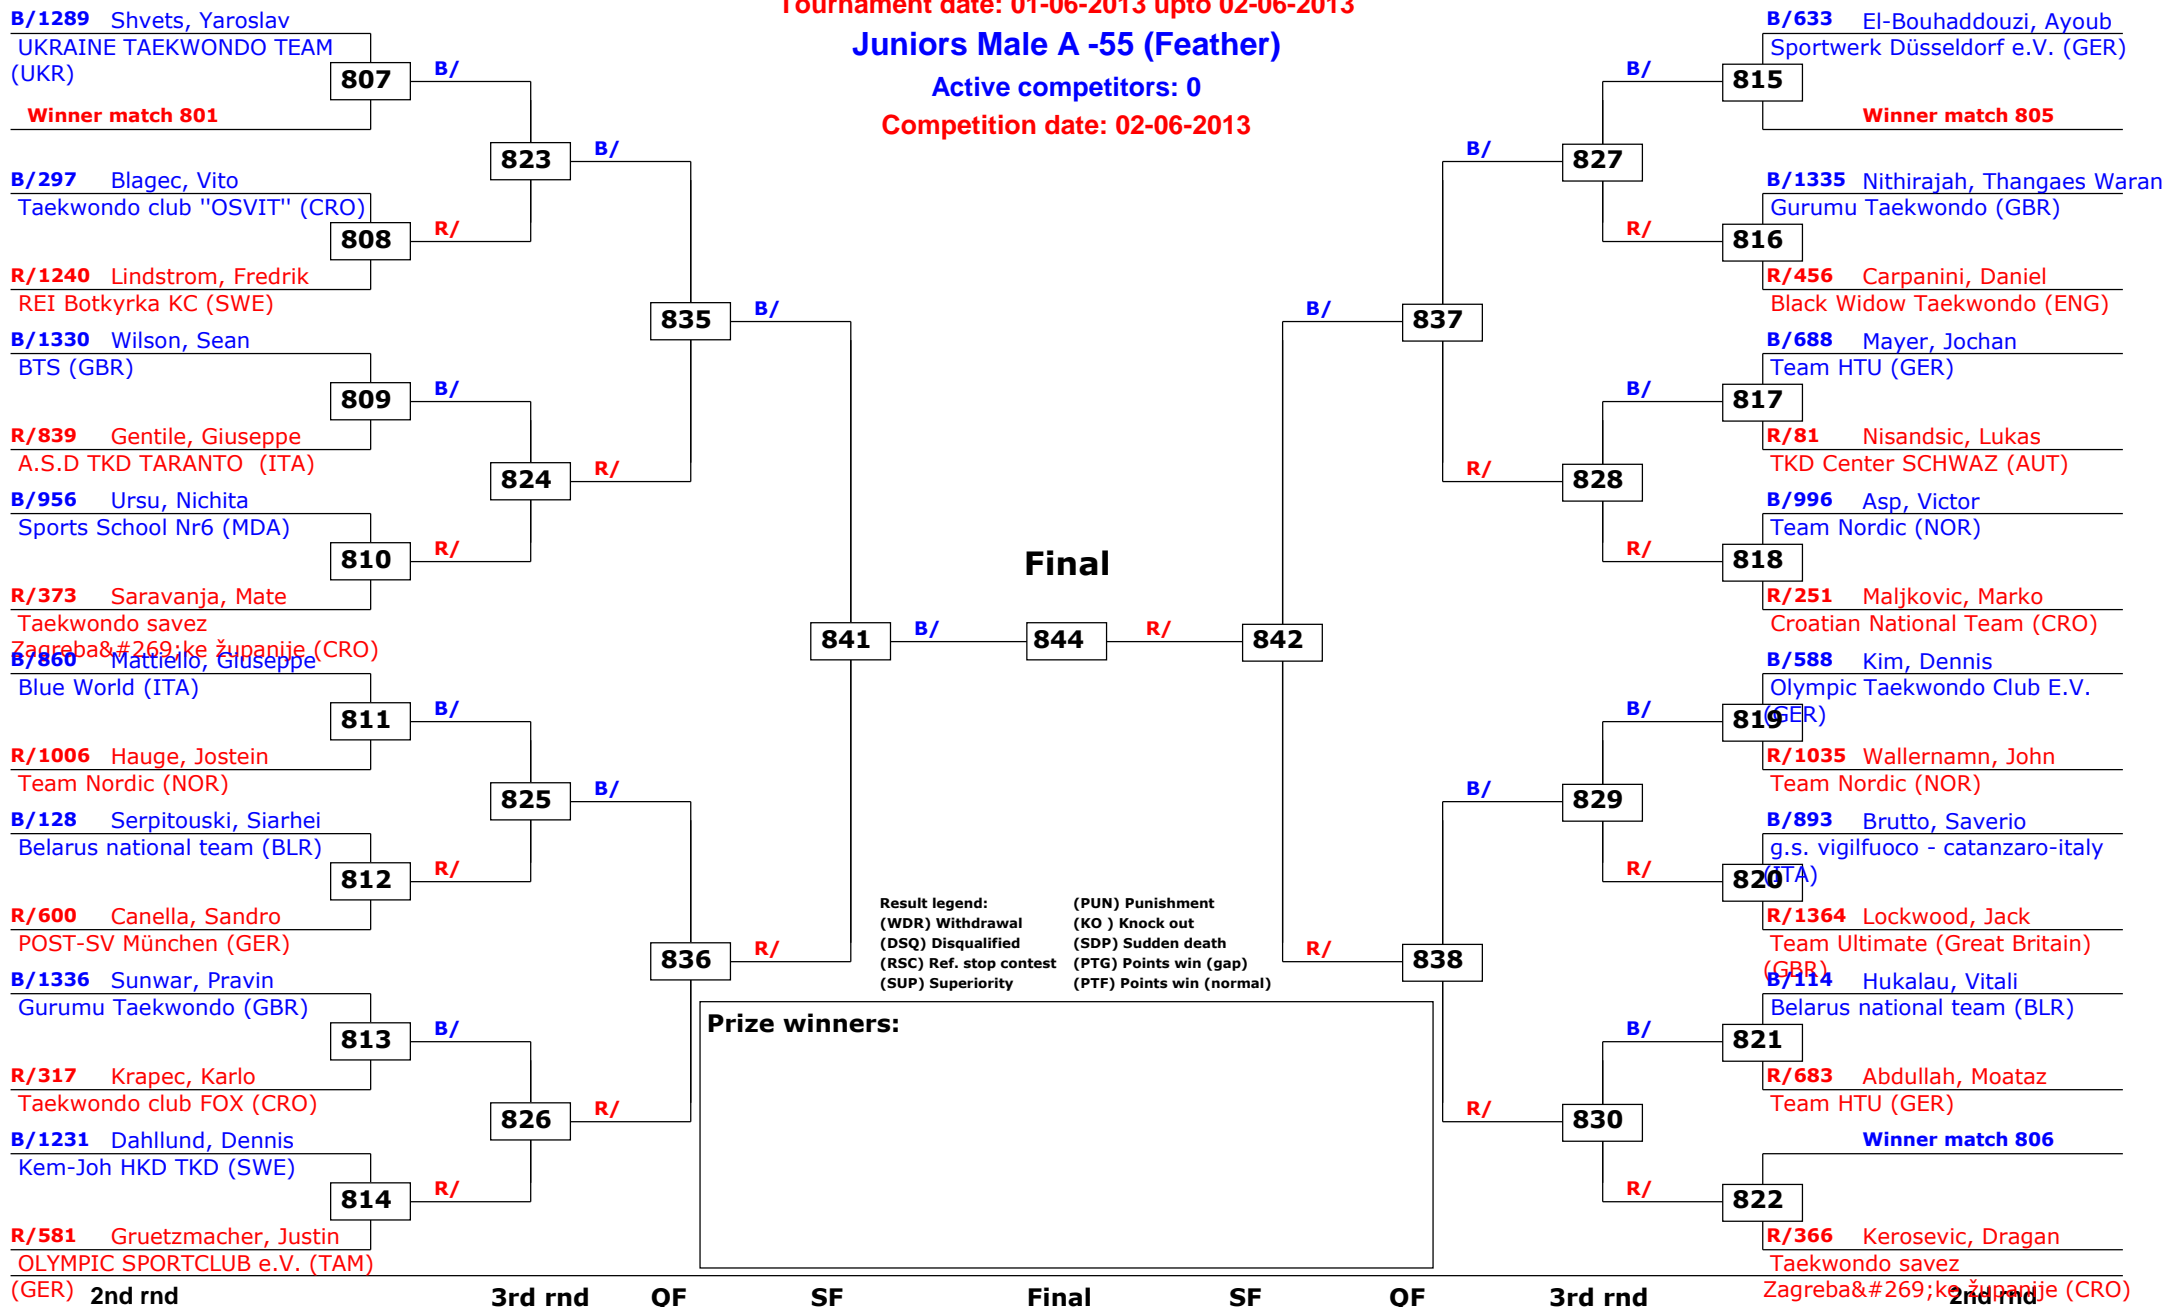 Tournament date: 01-06-2013 upto 02-06-2013
Juniors Male A -55 (Feather)
Active competitors: 0
Competition date: 02-06-2013
B/1289 Shvets, Yaroslav
UKRAINE TAEKWONDO TEAM
(UKR)
807
B/
Winner match 801
823
B/
B/297 Blagec, Vito
Taekwondo club "OSVIT" (CRO)
808
R/
R/1240 Lindstrom, Fredrik
REI Botkyrka KC (SWE)
835
B/
B/1330 Wilson, Sean
BTS (GBR)
809
B/
R/839 Gentile, Giuseppe
A.S.D TKD TARANTO (ITA)
824
R/
B/956 Ursu, Nichita
Sports School Nr6 (MDA)
810
R/
R/373 Saravanja, Mate
Taekwondo savez
Zagreba&#269;ke županije (CRO)
841
B/
B/860 Mattiello, Giuseppe
Blue World (ITA)
811
B/
R/1006 Hauge, Jostein
Team Nordic (NOR)
825
B/
B/128 Serpitouski, Siarhei
Belarus national team (BLR)
812
R/
R/600 Canella, Sandro
POST-SV München (GER)
836
R/
B/1336 Sunwar, Pravin
Gurumu Taekwondo (GBR)
813
B/
R/317 Krapec, Karlo
Taekwondo club FOX (CRO)
826
R/
B/1231 Dahllund, Dennis
Kem-Joh HKD TKD (SWE)
814
R/
R/581 Gruetzmacher, Justin
OLYMPIC SPORTCLUB e.V. (TAM)
(GER)
Final
844
R/
B/633 El-Bouhaddouzi, Ayoub
Sportwerk Düsseldorf e.V. (GER)
B/
815
Winner match 805
B/
827
B/1335 Nithirajah, Thangaes Waran
Gurumu Taekwondo (GBR)
R/
816
R/456 Carpanini, Daniel
Black Widow Taekwondo (ENG)
B/
837
B/688 Mayer, Jochan
Team HTU (GER)
B/
817
R/81 Nisandsic, Lukas
TKD Center SCHWAZ (AUT)
R/
828
B/996 Asp, Victor
Team Nordic (NOR)
R/
818
R/251 Maljkovic, Marko
Croatian National Team (CRO)
842
B/588 Kim, Dennis
Olympic Taekwondo Club E.V.
(GER)
B/
819
R/1035 Wallernamn, John
Team Nordic (NOR)
B/
829
B/893 Brutto, Saverio
g.s. vigilfuoco - catanzaro-italy
(ITA)
R/
820
R/1364 Lockwood, Jack
Team Ultimate (Great Britain)
(GBR)
R/
838
B/114 Hukalau, Vitali
Belarus national team (BLR)
B/
821
R/683 Abdullah, Moataz
Team HTU (GER)
R/
830
Winner match 806
R/
822
R/366 Kerosevic, Dragan
Taekwondo savez
Zagreba&#269;ke županije (CRO)
Result legend: (PUN) Punishment
(WDR) Withdrawal (KO ) Knock out
(DSQ) Disqualified (SDP) Sudden death
(RSC) Ref. stop contest (PTG) Points win (gap)
(SUP) Superiority (PTF) Points win (normal)
Prize winners:
2nd rnd 3rd rnd QF SF Final SF QF 3rd rnd 2nd rnd